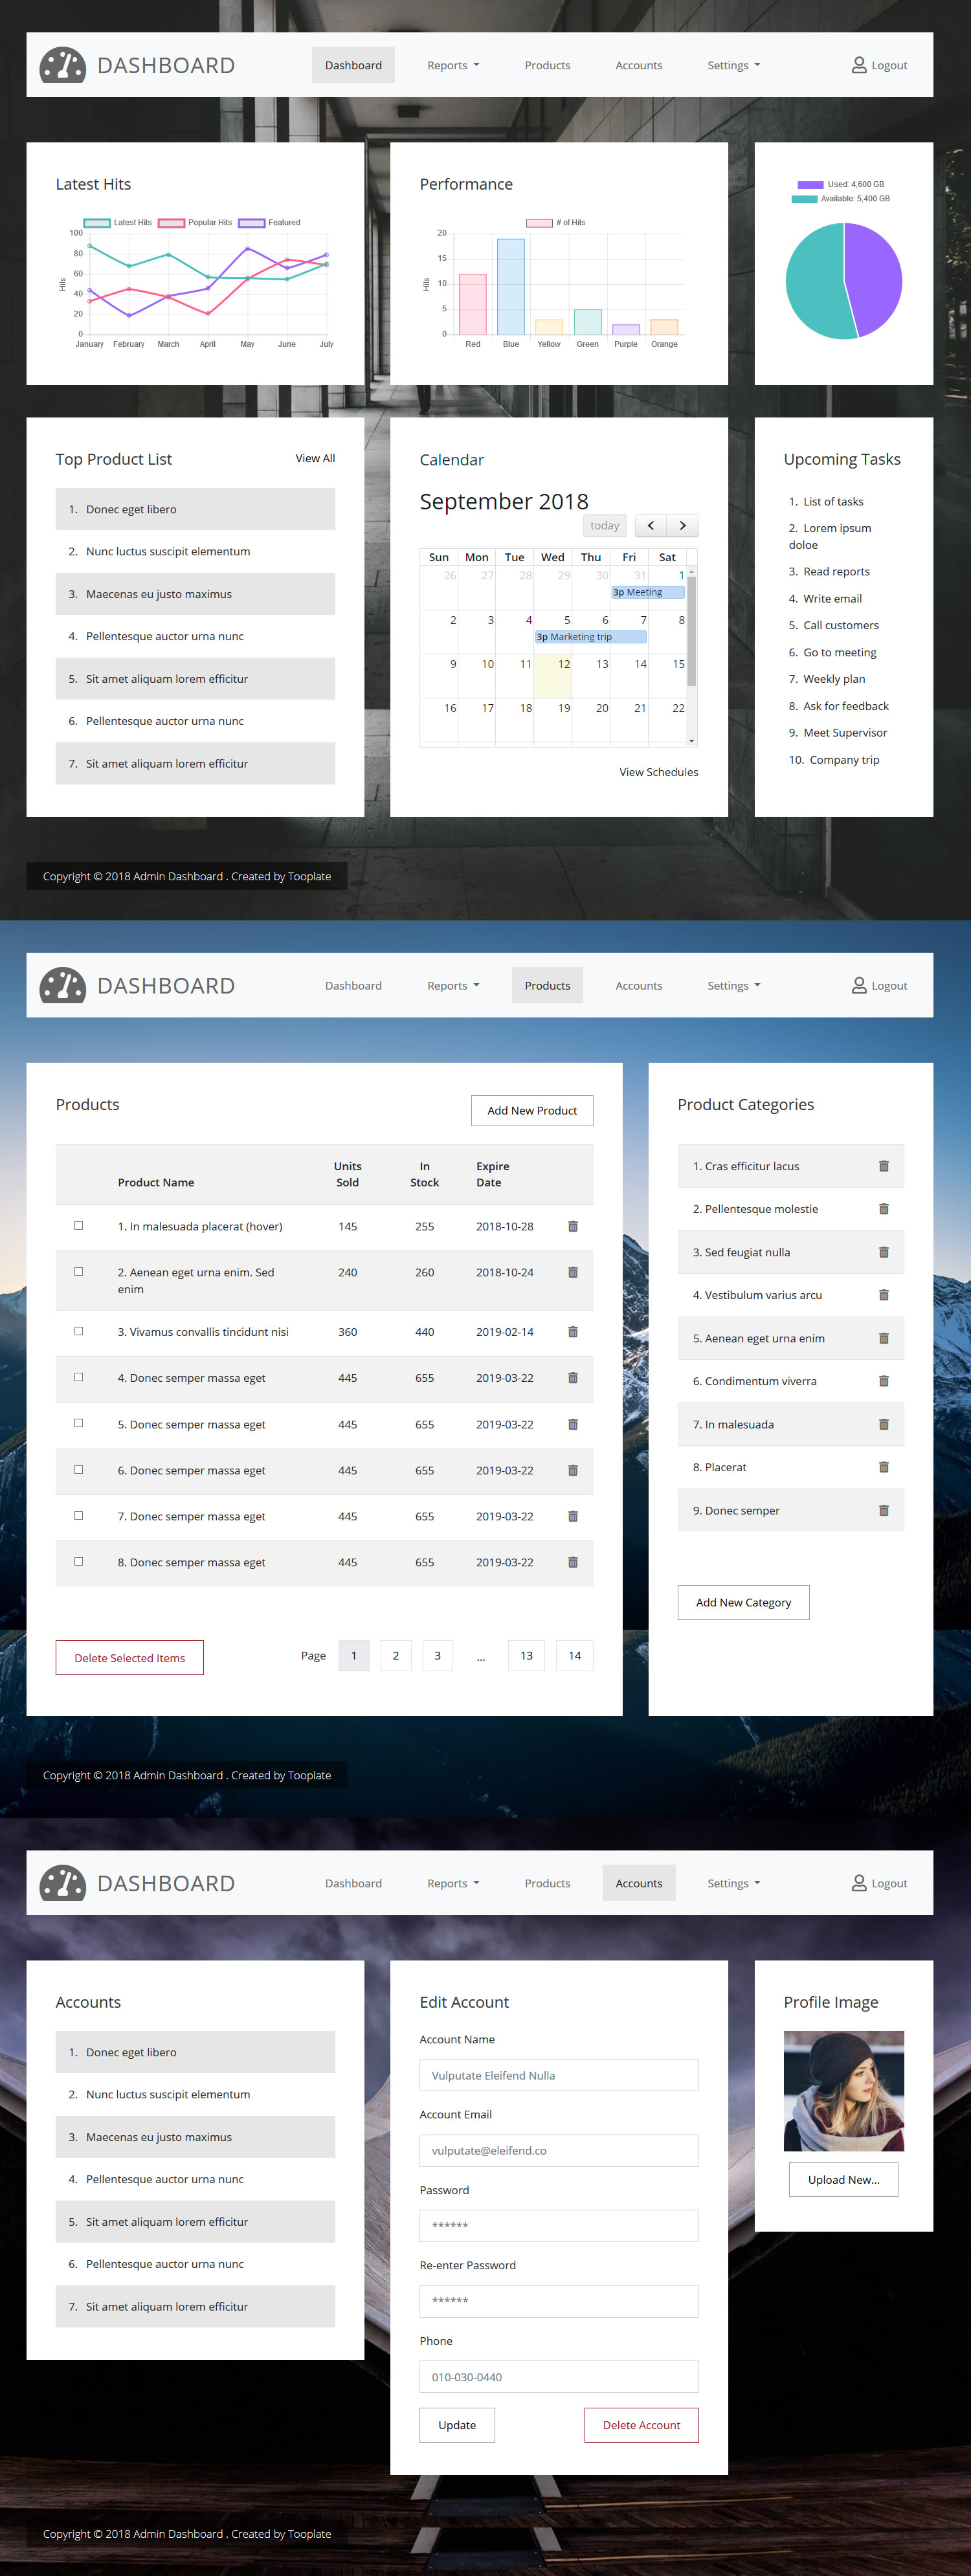 DASHBOARD
Dashboard
Reports
Products
Accounts
Settings
Logout
Latest Hits
Latest Hits Popular Hits Featured
100
80
60
40
20
0
Hits
January February March April May June July
Performance
# of Hits
20
15
10
5
0
Hits
Red Blue Yellow Green Purple Orange
Used: 4,600 GB
Available: 5,400 GB
Top Product List
View All
1. Donec eget libero
2. Nunc luctus suscipit elementum
3. Maecenas eu justo maximus
4. Pellentesque auctor urna nunc
5. Sit amet aliquam lorem efficitur
6. Pellentesque auctor urna nunc
7. Sit amet aliquam lorem efficitur
Calendar
September 2018
today
Sun Mon Tue Wed Thu Fri Sat
26 27 28 29 30 31 1
3p Meeting
2 3 4 5 6 7 8
3p Marketing trip
9 10 11 12 13 14 15
16 17 18 19 20 21 22
View Schedules
Upcoming Tasks
1. List of tasks
2. Lorem ipsum
doloe
3. Read reports
4. Write email
5. Call customers
6. Go to meeting
7. Weekly plan
8. Ask for feedback
9. Meet Supervisor
10. Company trip
Copyright © 2018 Admin Dashboard . Created by Tooplate
DASHBOARD
Dashboard
Reports
Products
Accounts
Settings
Logout
Products
Add New Product
Product Name
Units
Sold
In
Stock
Expire
Date
1. In malesuada placerat (hover) 145 255 2018-10-28
2. Aenean eget urna enim. Sed 240 260 2018-10-24
enim
3. Vivamus convallis tincidunt nisi 360 440 2019-02-14
4. Donec semper massa eget 445 655 2019-03-22
5. Donec semper massa eget 445 655 2019-03-22
6. Donec semper massa eget 445 655 2019-03-22
7. Donec semper massa eget 445 655 2019-03-22
8. Donec semper massa eget 445 655 2019-03-22
Delete Selected Items
Page 1 2 3 ... 13 14
Product Categories
1. Cras efficitur lacus
2. Pellentesque molestie
3. Sed feugiat nulla
4. Vestibulum varius arcu
5. Aenean eget urna enim
6. Condimentum viverra
7. In malesuada
8. Placerat
9. Donec semper
Add New Category
Copyright © 2018 Admin Dashboard . Created by Tooplate
DASHBOARD
Dashboard
Reports
Products
Accounts
Settings
Logout
Accounts
1. Donec eget libero
2. Nunc luctus suscipit elementum
3. Maecenas eu justo maximus
4. Pellentesque auctor urna nunc
5. Sit amet aliquam lorem efficitur
6. Pellentesque auctor urna nunc
7. Sit amet aliquam lorem efficitur
Edit Account
Account Name
Vulputate Eleifend Nulla
Account Email
vulputate@eleifend.co
Password
******
Re-enter Password
******
Phone
010-030-0440
Update
Delete Account
Profile Image
Upload New...
Copyright © 2018 Admin Dashboard . Created by Tooplate